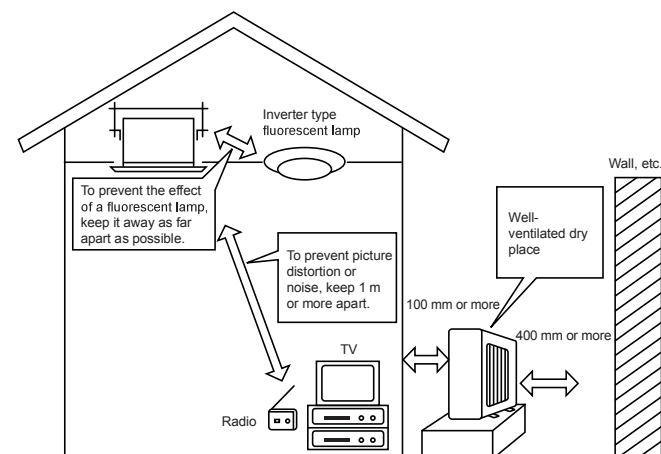 Inverter type
fluorescent lamp
Wall, etc.
To prevent the effect
of a fluorescent lamp,
keep it away as far
apart as possible.
Well-
ventilated dry
place
To prevent picture
distortion or
noise, keep 1 m
or more apart.
100 mm or more
400 mm or more
TV
Radio